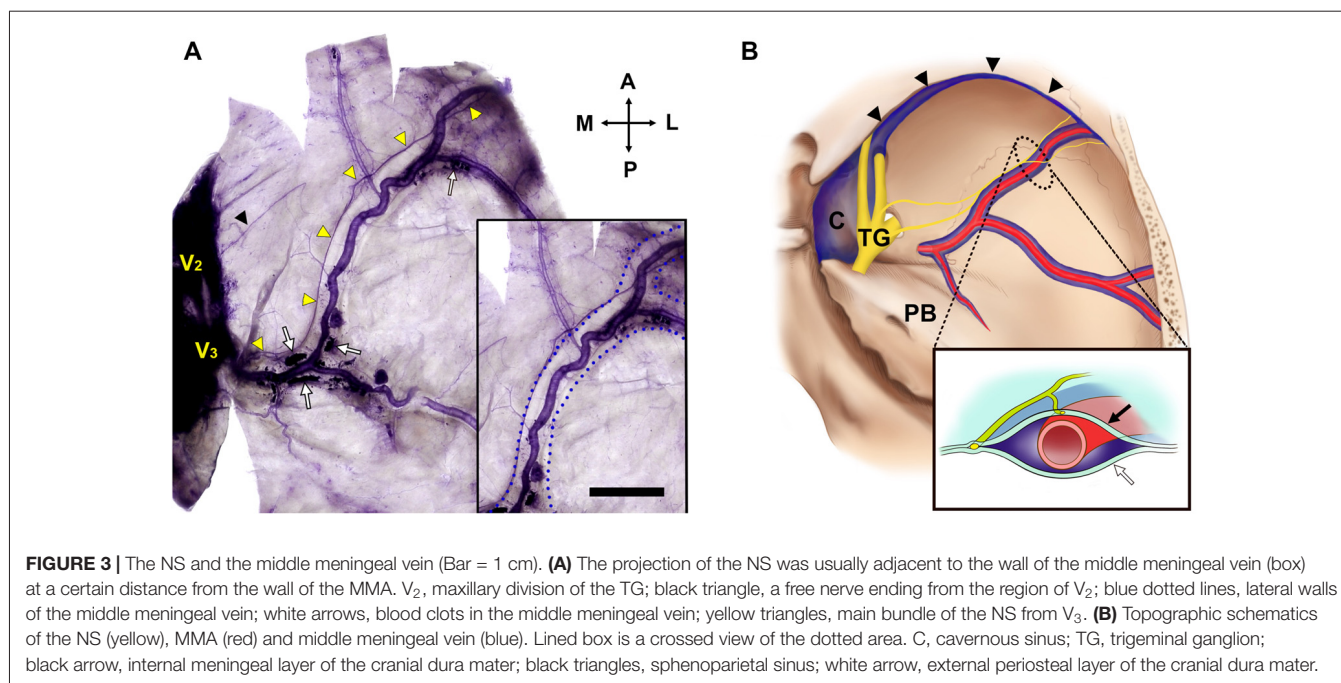 A
B
A
M
L
P
V2
V3
C
TG
PB
FIGURE 3 | The NS and the middle meningeal vein (Bar = 1 cm). (A) The projection of the NS was usually adjacent to the wall of the middle meningeal vein (box)
at a certain distance from the wall of the MMA. V2, maxillary division of the TG; black triangle, a free nerve ending from the region of V2; blue dotted lines, lateral walls
of the middle meningeal vein; white arrows, blood clots in the middle meningeal vein; yellow triangles, main bundle of the NS from V3. (B) Topographic schematics
of the NS (yellow), MMA (red) and middle meningeal vein (blue). Lined box is a crossed view of the dotted area. C, cavernous sinus; TG, trigeminal ganglion;
black arrow, internal meningeal layer of the cranial dura mater; black triangles, sphenoparietal sinus; white arrow, external periosteal layer of the cranial dura mater.